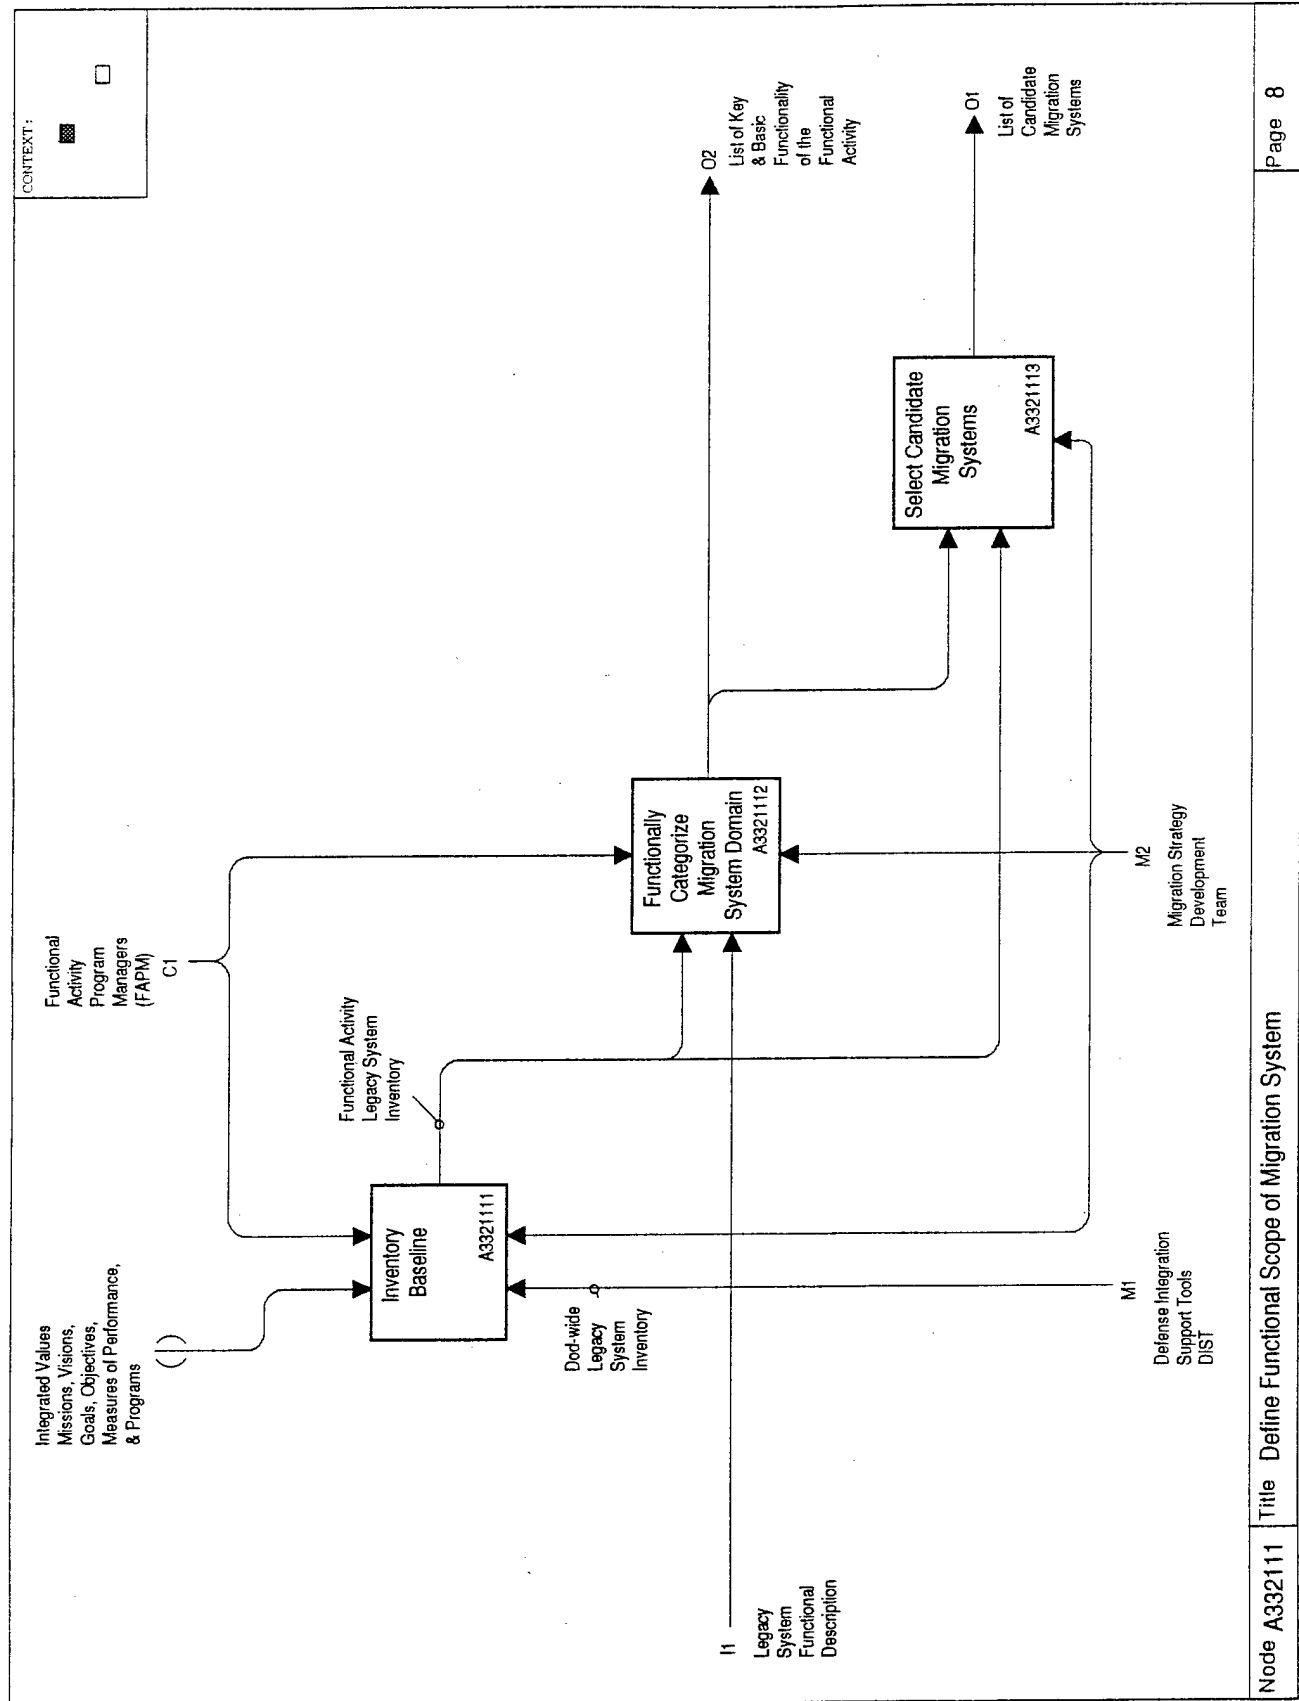 CONTEXT:
Integrated Values
Missions, Visions,
Goals, Objectives,
Measures of Performance,
& Programs
Functional
Activity
Program
Managers
(FAPM)
C1
Functional Activity
Legacy System
Inventory
Inventory
Baseline
A3321111
Dod-wide
Legacy
System
Inventory
Functionally
Categorize
Migration
System Domain
A3321112
O2
List of Key
& Basic
Functionality
of the
Functional
Activity
Select Candidate
Migration
Systems
A3321113
O1
List of
Candidate
Migration
Systems
I1
Legacy
System
Functional
Description
M1
Defense Integration
Support Tools
DIST
M2
Migration Strategy
Development
Team
Node A332111
Title Define Functional Scope of Migration System
Page 8